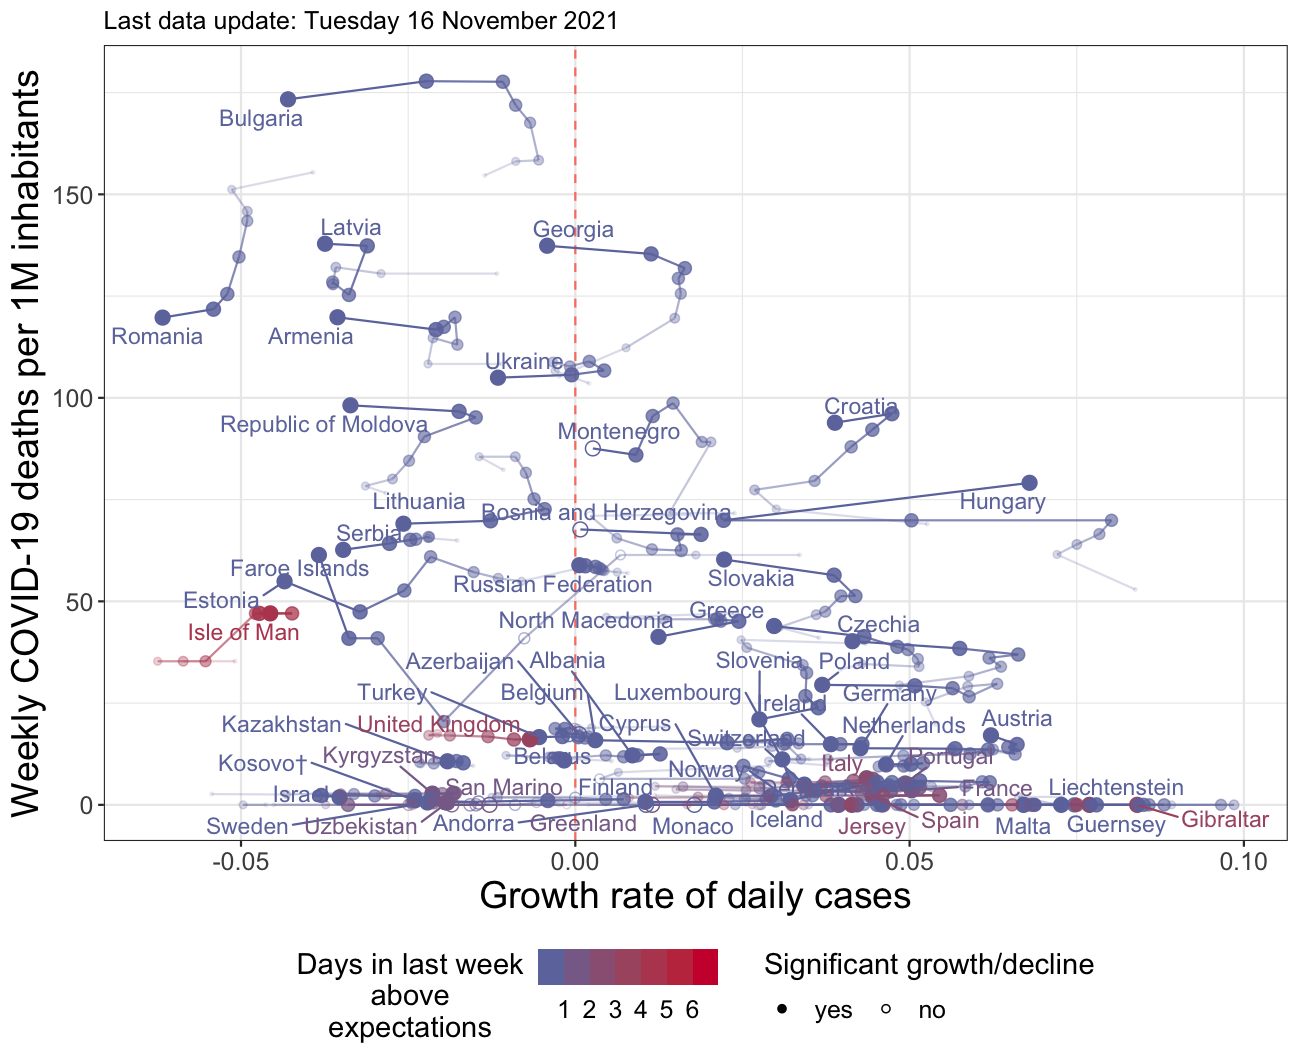 Last data update: Tuesday 16 November 2021
Weekly COVID-19 deaths per 1M inhabitants
150
100
50
0
Bulgaria
Latvia
Georgia
Romania
Armenia
Ukraine
Republic of Moldova
Montenegro
Croatia
Lithuania
Bosnia and Herzegovina
Hungary
Serbia
Faroe Islands
Russian Federation
Slovakia
Estonia
Isle of Man
North Macedonia
Greece
Czechia
Azerbaijan
Albania
Slovenia
Poland
Turkey
Belgium
Luxembourg
Ireland
Germany
Kazakhstan
United Kingdom
Cyprus
Switzerland
Netherlands
Austria
Kosovo†
Kyrgyzstan
Belarus
Norway
Italy
Portugal
Israel
San Marino
Finland
Denmark
France
Liechtenstein
Sweden
Uzbekistan
Andorra
Greenland
Monaco
Iceland
Jersey
Spain
Malta
Guernsey
Gibraltar
-0.05
0.00
0.05
0.10
Growth rate of daily cases
Days in last week
above
expectations
1 2 3 4 5 6
Significant growth/decline
yes
no